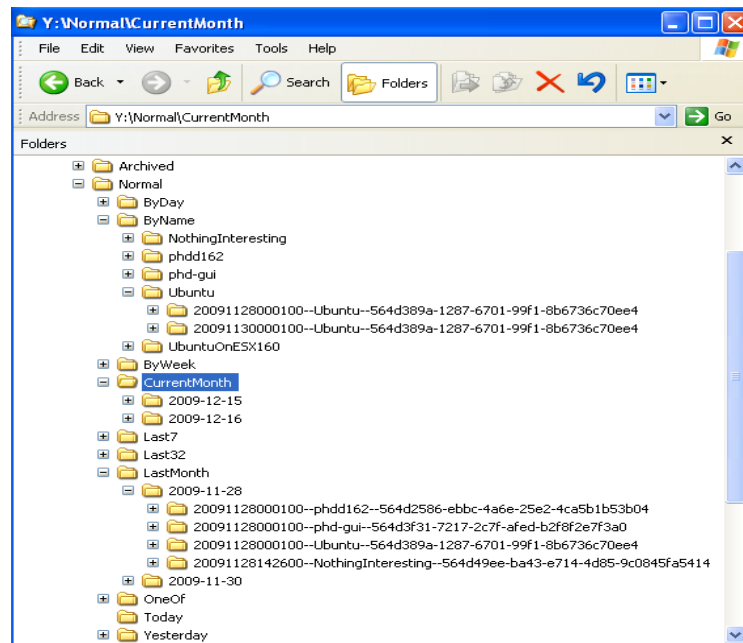 Y:\Normal\CurrentMonth
File Edit View Favorites Tools Help
Back Search Folders
Address Y:\Normal\CurrentMonth Go
Folders
Archived
Normal
ByDay
ByName
NothingInteresting
phdd162
phd-gui
Ubuntu
20091128000100--Ubuntu--564d389a-1287-6701-99f1-8b6736c70ee4
20091130000100--Ubuntu--564d389a-1287-6701-99f1-8b6736c70ee4
UbuntuOnESX160
ByWeek
CurrentMonth
2009-12-15
2009-12-16
Last7
Last32
LastMonth
2009-11-28
20091128000100--phdd162--564d2586-ebbc-4a6e-25e2-4ca5b1b53b04
20091128000100--phd-gui--564d3f31-7217-2c7f-afed-b2f8f2e7f3a0
20091128000100--Ubuntu--564d389a-1287-6701-99f1-8b6736c70ee4
20091128142600--NothingInteresting--564d49ee-ba43-e714-4d85-9c0845fa5414
2009-11-30
OneOf
Today
Yesterday